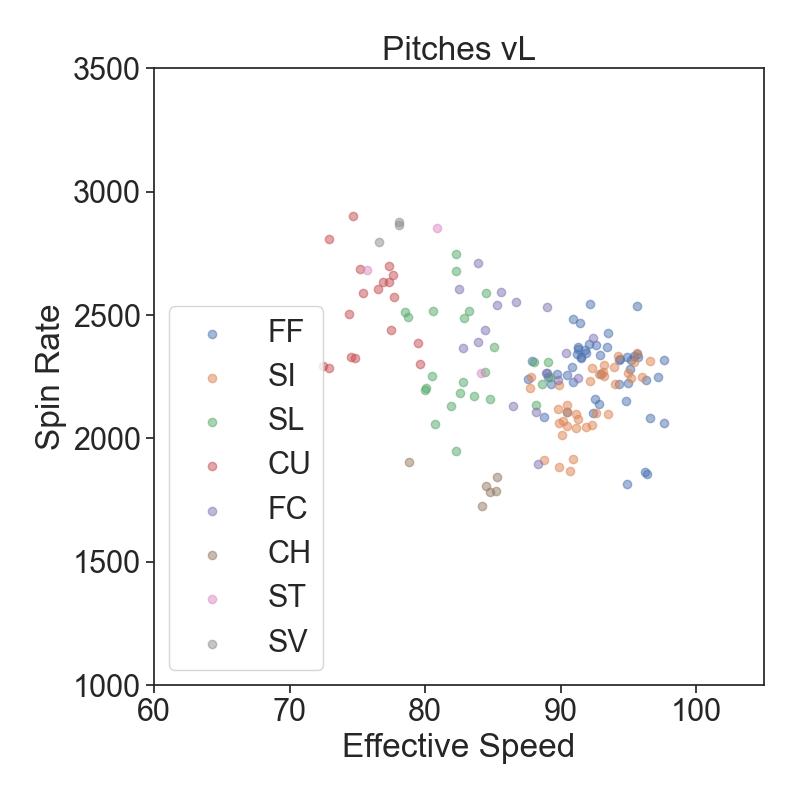 Pitches vL
3500
3000
2500
2000
1500
1000
Spin Rate
FF
SI
SL
CU
FC
CH
ST
SV
60 70 80 90 100
Effective Speed